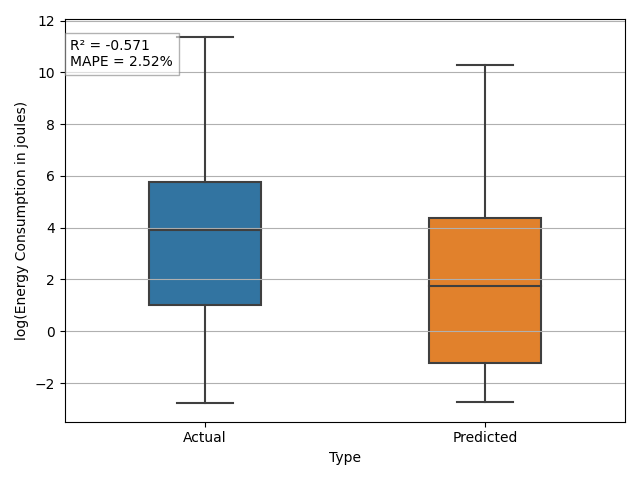 R² = -0.571
MAPE = 2.52%
log(Energy Consumption in joules)
12
10
8
6
4
2
0
−2
Actual
Predicted
Type